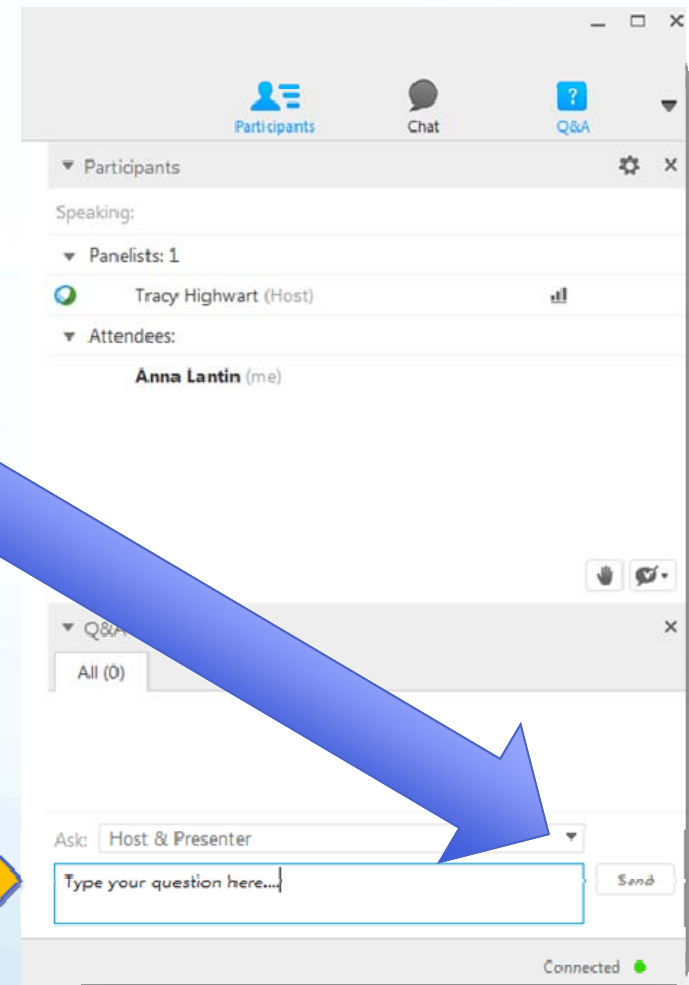 Participants Chat Q&A
Participants
Speaking:
Panelists: 1
Tracy Highwart (Host)
Attendees:
Anna Lantin (me)
Q&A
All (0)
Ask: Host & Presenter
Type your question here.... Send
Connected